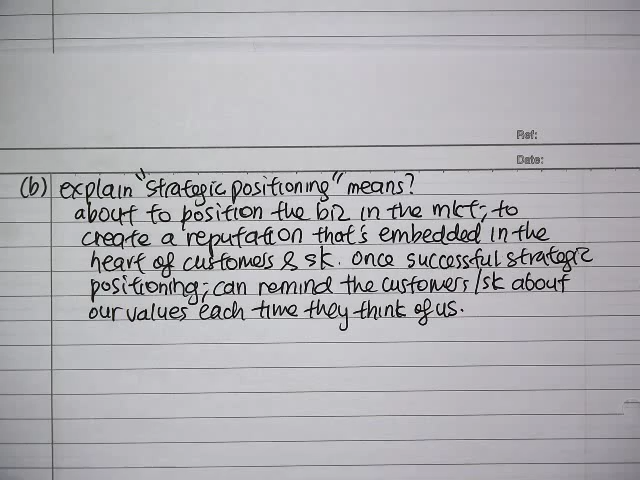 Ref:
Date:
(b) explain "strategic positioning" means?
about to position the biz in the mkt; to
create a reputation that's embedded in the
heart of customers & sk. Once successful strategic
positioning; can remind the customers/sk about
our values each time they think of us.